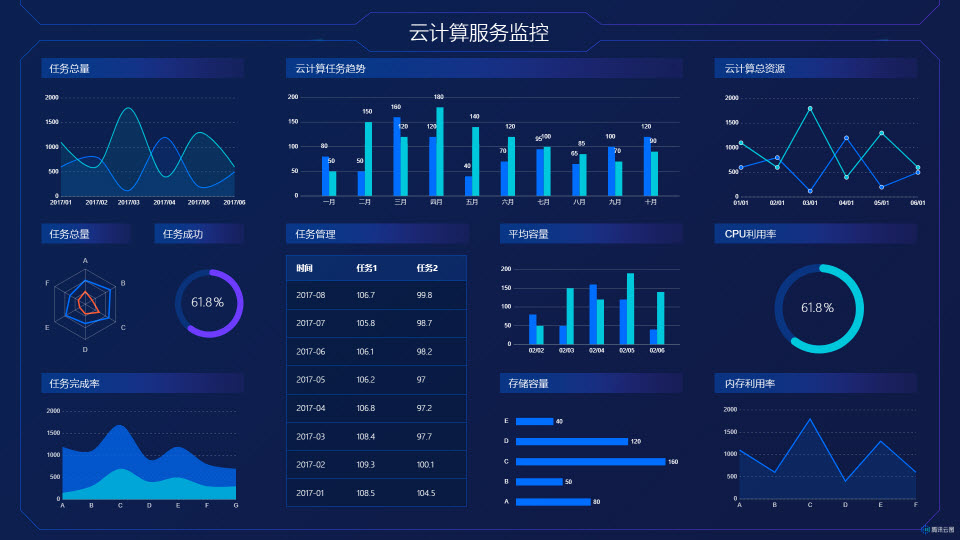 云计算服务监控
任务总量
2000
1500
1000
500
0
2017/01 2017/02 2017/03 2017/04 2017/05 2017/06
云计算任务趋势
200
150
100
50
0
80 50 50 150 160 120 120 180 40 140 70 120 95 100 65 85 100 70 120 90
一月 二月 三月 四月 五月 六月 七月 八月 九月 十月
云计算总资源
2000
1500
1000
500
0
01/01 02/01 03/01 04/01 05/01 06/01
任务总量
A
B
C
D
E
F
任务成功
61.8%
任务管理
时间 任务1 任务2
2017-08 106.7 99.8
2017-07 105.8 98.7
2017-06 106.1 98.2
2017-05 106.2 97
2017-04 106.8 97.2
2017-03 108.4 97.7
2017-02 109.3 100.1
2017-01 108.5 104.5
平均容量
200
150
100
50
0
02/02 02/03 02/04 02/05 02/06
CPU利用率
61.8%
任务完成率
2000
1500
1000
500
0
A B C D E F G
存储容量
E 40
D 120
C 160
B 50
A 80
内存利用率
2000
1500
1000
500
0
A B C D E F
腾讯云图